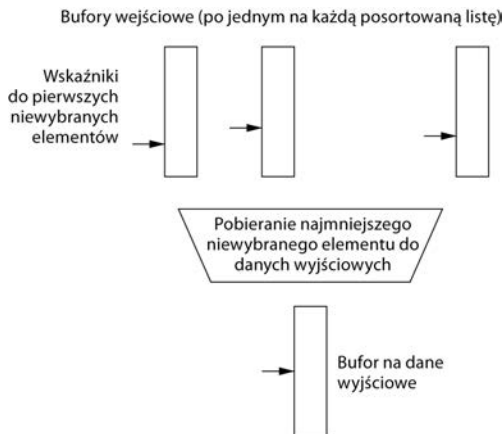 Bufory wejściowe (po jednym na każdą posortowaną listę)
Wskaźniki
do pierwszych
niewybranych
elementów
Pobieranie najmniejszego
niewybranego elementu do
danych wyjściowych
Bufor na dane
wyjściowe